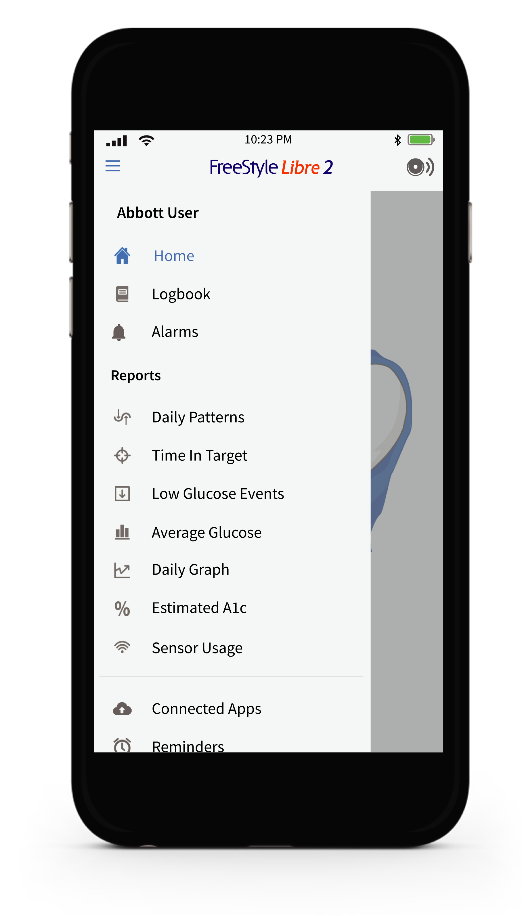 10:23 PM
FreeStyle Libre 2
Abbott User
Home
Logbook
Alarms
Reports
Daily Patterns
Time In Target
Low Glucose Events
Average Glucose
Daily Graph
% Estimated A1c
Sensor Usage
Connected Apps
Reminders